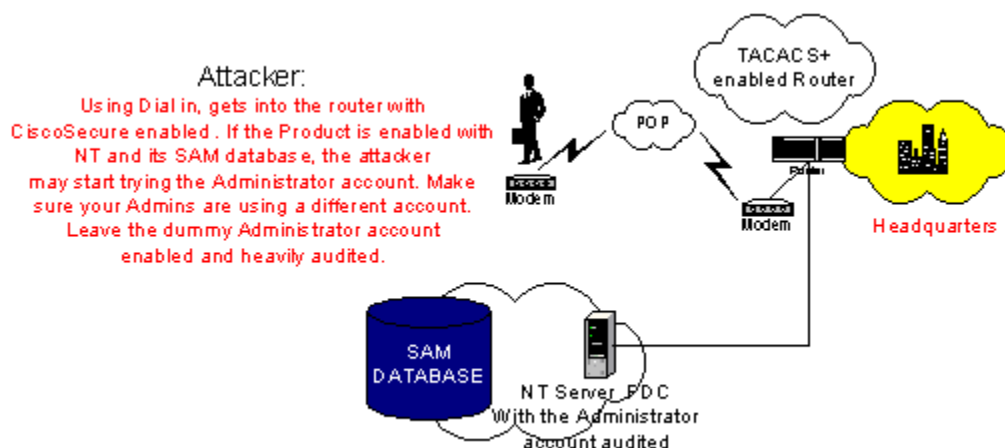 Attacker:
Using Dial in, gets into the router with
CiscoSecure enabled . If the Product is enabled with
NT and its SAM database, the attacker
may start trying the Administrator account. Make
sure your Admins are using a different account.
Leave the dummy Administrator account
enabled and heavily audited.
TACACS+
enabled Router
POP
Modem
Router
Modem
Headquarters
SAM
DATABASE
NT Server PDC
With the Administrator
account audited